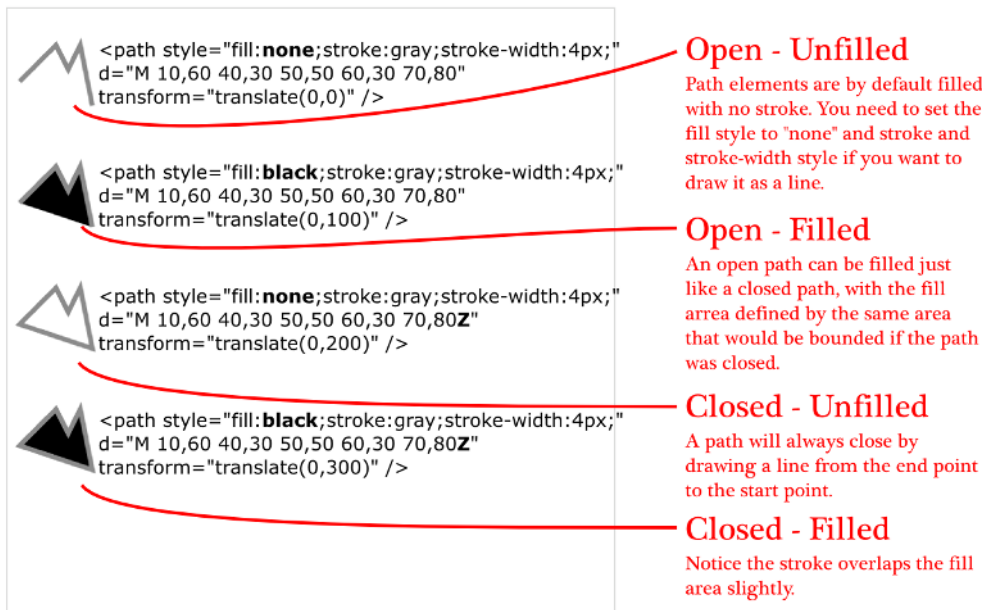 <path style="fill:none;stroke:gray;stroke-width:4px;"
d="M 10,60 40,30 50,50 60,30 70,80"
transform="translate(0,0)" />
Open - Unfilled
Path elements are by default filled
with no stroke. You need to set the
fill style to "none" and stroke and
stroke-width style if you want to
draw it as a line.
<path style="fill:black;stroke:gray;stroke-width:4px;"
d="M 10,60 40,30 50,50 60,30 70,80"
transform="translate(0,100)" />
Open - Filled
An open path can be filled just
like a closed path, with the fill
arrea defined by the same area
that would be bounded if the path
was closed.
<path style="fill:none;stroke:gray;stroke-width:4px;"
d="M 10,60 40,30 50,50 60,30 70,80Z"
transform="translate(0,200)" />
Closed - Unfilled
A path will always close by
drawing a line from the end point
to the start point.
<path style="fill:black;stroke:gray;stroke-width:4px;"
d="M 10,60 40,30 50,50 60,30 70,80Z"
transform="translate(0,300)" />
Closed - Filled
Notice the stroke overlaps the fill
area slightly.